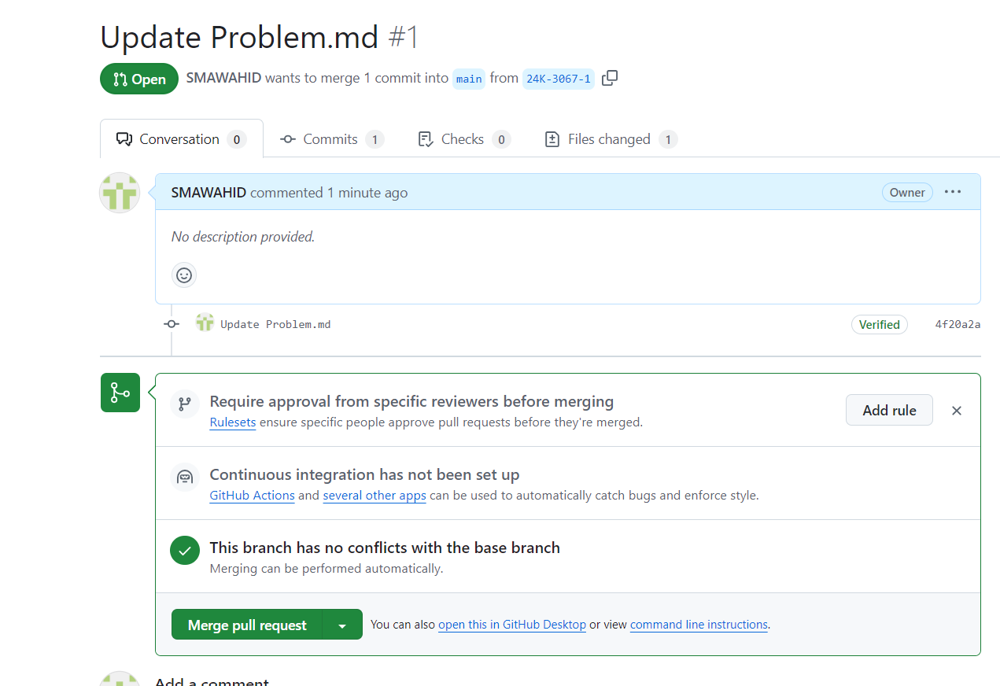 Update Problem.md #1
Open SMAWAHID wants to merge 1 commit into main from 24K-3067-1
Conversation 0 Commits 1 Checks 0 Files changed 1
SMAWAHID commented 1 minute ago Owner
No description provided.
Update Problem.md Verified 4f20a2a
Require approval from specific reviewers before merging
Rulesets ensure specific people approve pull requests before they're merged.
Add rule
Continuous integration has not been set up
GitHub Actions and several other apps can be used to automatically catch bugs and enforce style.
This branch has no conflicts with the base branch
Merging can be performed automatically.
Merge pull request You can also open this in GitHub Desktop or view command line instructions.
Add a comment